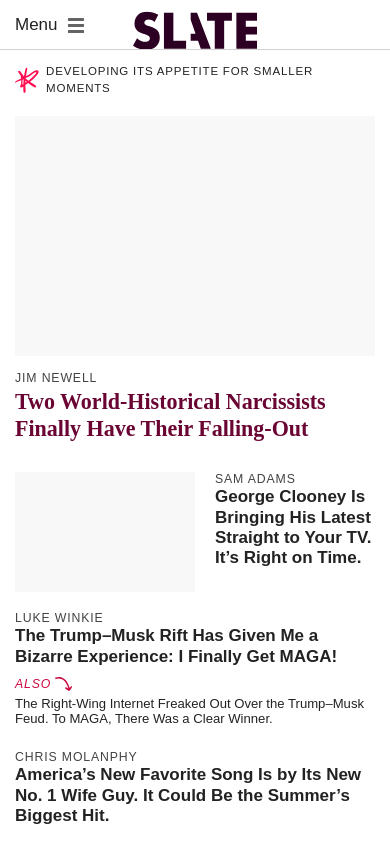 Menu
SLATE
DEVELOPING ITS APPETITE FOR SMALLER
MOMENTS
JIM NEWELL
Two World-Historical Narcissists
Finally Have Their Falling-Out
SAM ADAMS
George Clooney Is
Bringing His Latest
Straight to Your TV.
It’s Right on Time.
LUKE WINKIE
The Trump–Musk Rift Has Given Me a
Bizarre Experience: I Finally Get MAGA!
ALSO
The Right-Wing Internet Freaked Out Over the Trump–Musk
Feud. To MAGA, There Was a Clear Winner.
CHRIS MOLANPHY
America’s New Favorite Song Is by Its New
No. 1 Wife Guy. It Could Be the Summer’s
Biggest Hit.